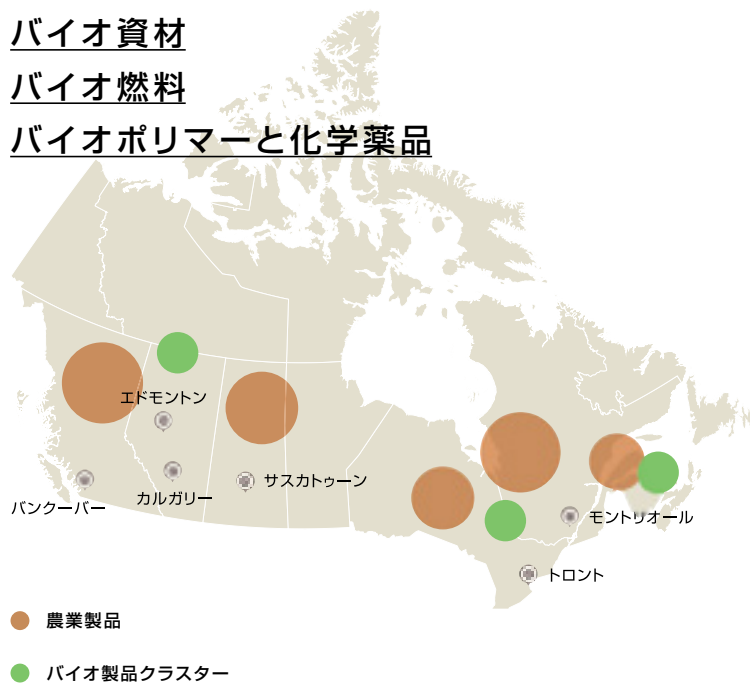 バイオ資材
バイオ燃料
バイオポリマーと化学薬品
エドモントン
サスカトゥーン
カルガリー
バンクーバー
モントリオール
トロント
農業製品
バイオ製品クラスター